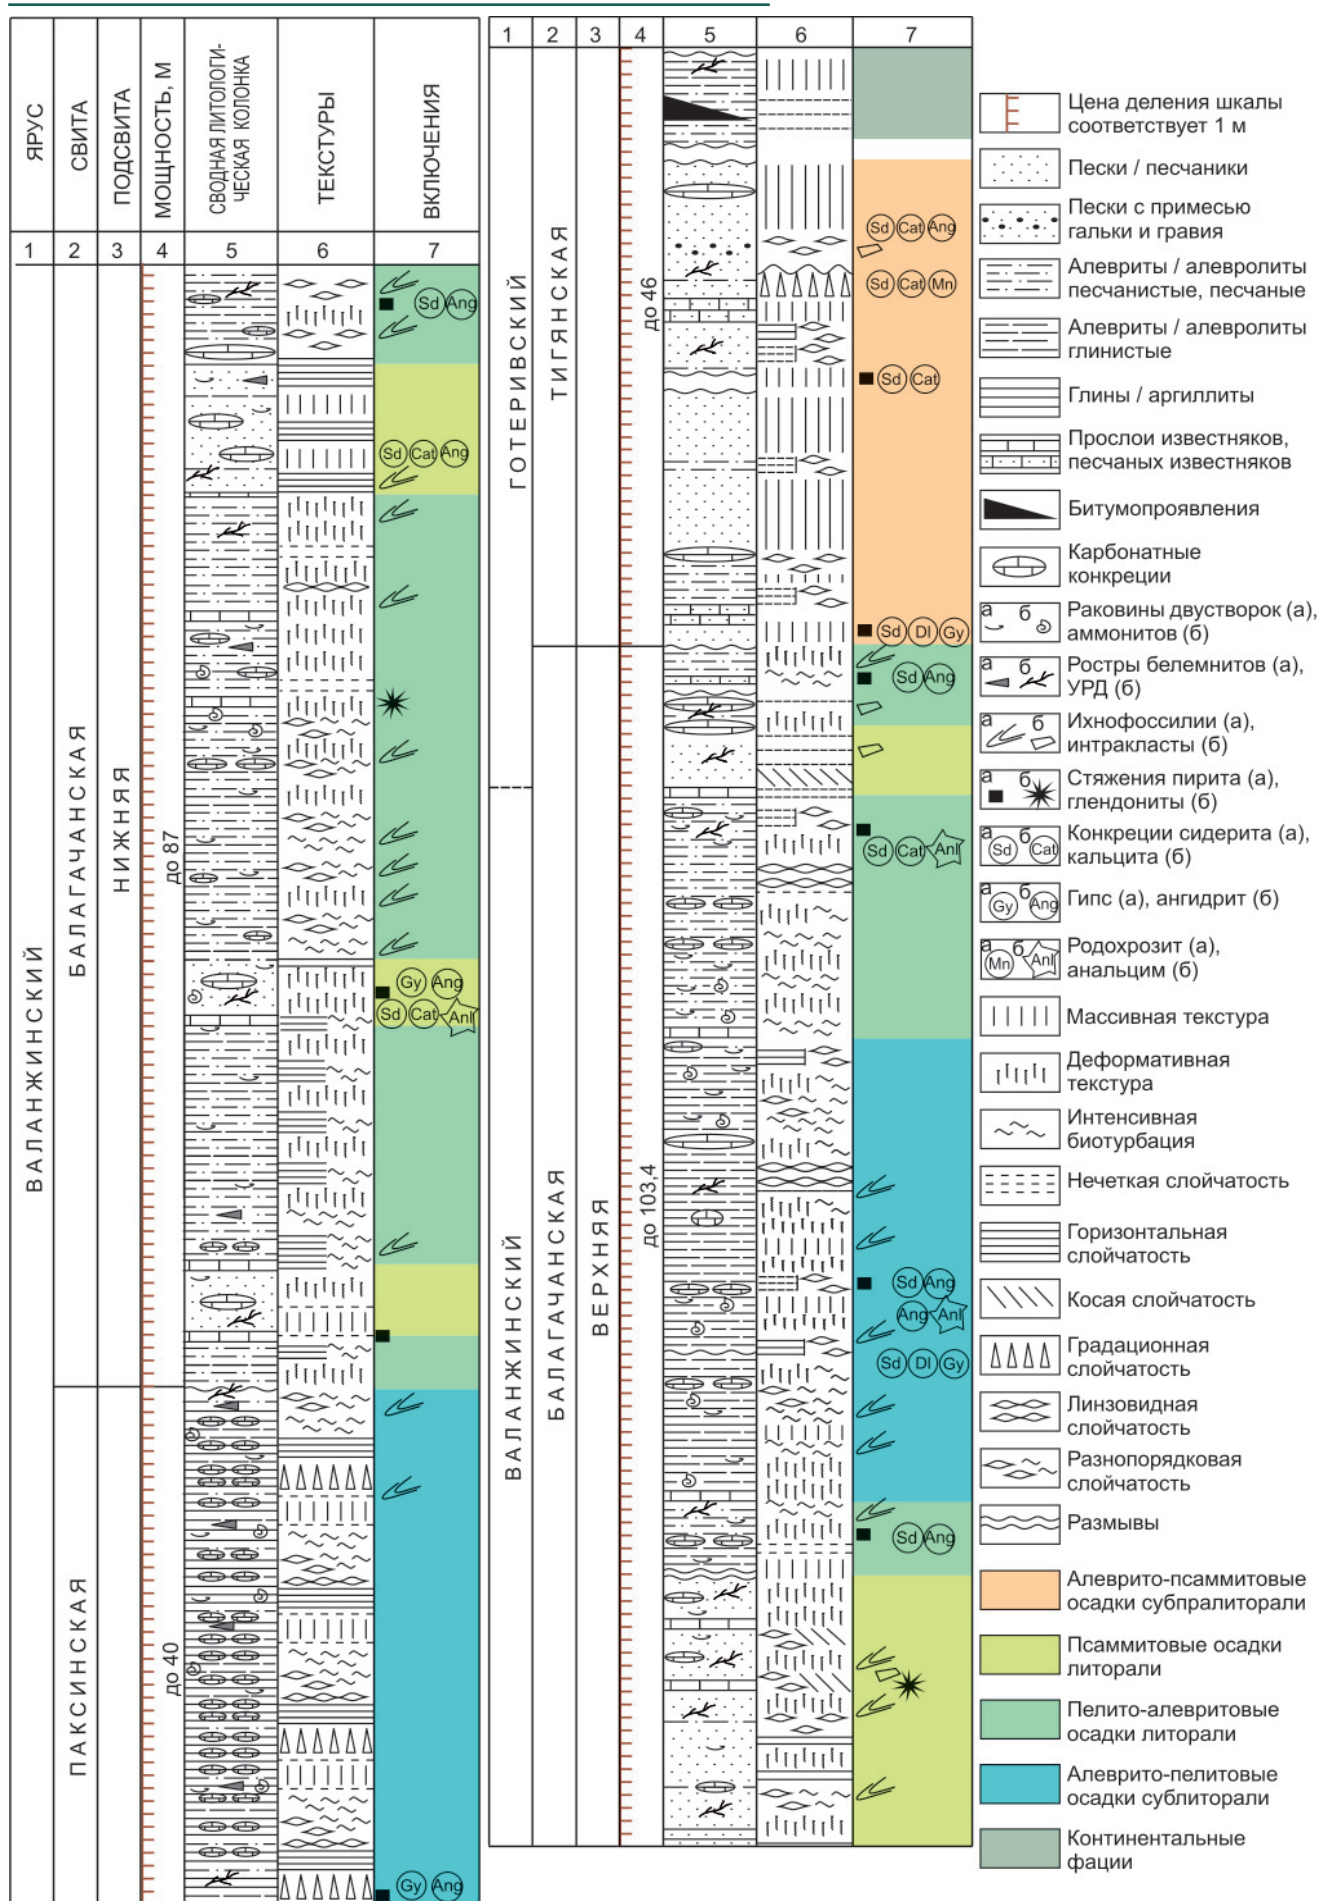 ЯРУС
СВИТА
ПОДСВИТА
МОЩНОСТЬ, М
СВОДНАЯ ЛИТОЛОГИ-
ЧЕСКАЯ КОЛОНКА
ТЕКСТУРЫ
ВКЛЮЧЕНИЯ
1 2 3 4 5 6 7
ВАЛАНЖИНСКИЙ
БАЛАГАЧАНСКАЯ
НИЖНЯЯ
до 87
ПАКСИНСКАЯ
до 40
Sd Ang
Sd Cat Ang
Gy Ang
Sd Cat Anl
Gy Ang
1 2 3 4 5 6 7
ГОТЕРИВСКИЙ
ТИГЯНСКАЯ
до 46
ВАЛАНЖИНСКИЙ
БАЛАГАЧАНСКАЯ
ВЕРХНЯЯ
до 103,4
Sd Cat Ang
Sd Cat Mn
Sd Cat
Sd Dl Gy
Sd Ang
Sd Cat Anl
Sd Ang
Ang Anl
Sd Dl Gy
Sd Ang
Цена деления шкалы
соответствует 1 м
Пески / песчаники
Пески с примесью
гальки и гравия
Алевриты / алевролиты
песчанистые, песчаные
Алевриты / алевролиты
глинистые
Глины / аргиллиты
Прослои известняков,
песчаных известняков
Битумопроявления
Карбонатные
конкреции
а б
Раковины двустворок (а),
аммонитов (б)
а б
Ростры белемнитов (а),
УРД (б)
а б
Ихнофоссилии (а),
интракласты (б)
а б
Стяжения пирита (а),
глендониты (б)
а б
Sd Cat
Конкреции сидерита (а),
кальцита (б)
а б
Gy Ang
Гипс (а), ангидрит (б)
а б
Mn Anl
Родохрозит (а),
анальцим (б)
Массивная текстура
Деформативная
текстура
Интенсивная
биотурбация
Нечеткая слойчатость
Горизонтальная
слойчатость
Косая слойчатость
Градационная
слойчатость
Линзовидная
слойчатость
Разнопорядковая
слойчатость
Размывы
Алеврито-псаммитовые
осадки субпралиторали
Псаммитовые осадки
литорали
Пелито-алевритовые
осадки литорали
Алеврито-пелитовые
осадки сублиторали
Континентальные
фации